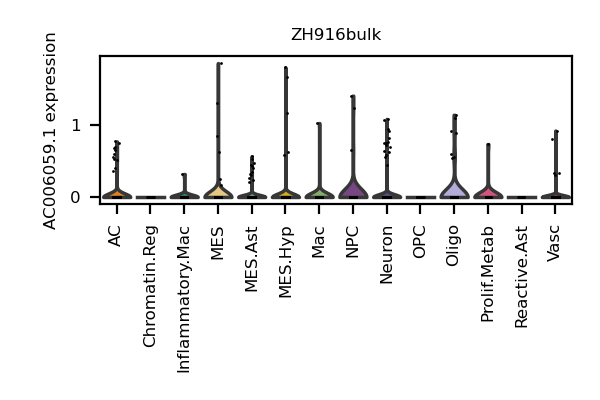 ZH916bulk
AC006059.1 expression
1
0
AC
Chromatin.Reg
Inflammatory.Mac
MES
MES.Ast
MES.Hyp
Mac
NPC
Neuron
OPC
Oligo
Prolif.Metab
Reactive.Ast
Vasc